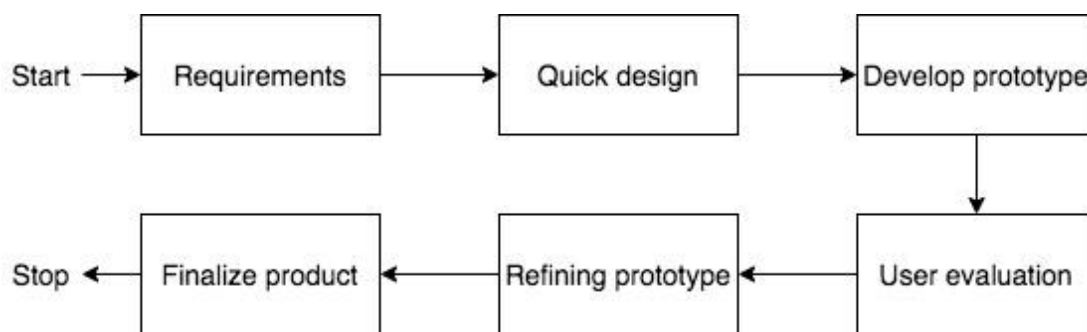 Start
Requirements
Quick design
Develop prototype
Stop
Finalize product
Refining prototype
User evaluation